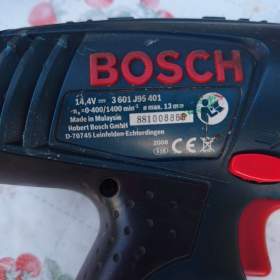 BOSCH
14,4V⎓ 3 601 J95 401
n₀=0-400/1400 min⁻¹ ø max. 13 mm
Made in Malaysia
Robert Bosch GmbH
D-70745 Leinfelden-Echterdingen
2008